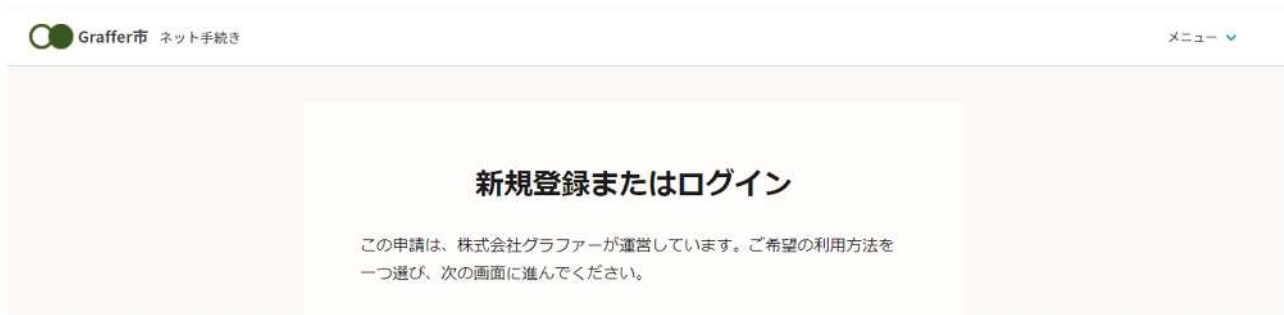 Graffer市 ネット手続き
メニュー
新規登録またはログイン
この申請は、株式会社グラファーが運営しています。ご希望の利用方法を
一つ選び、次の画面に進んでください。